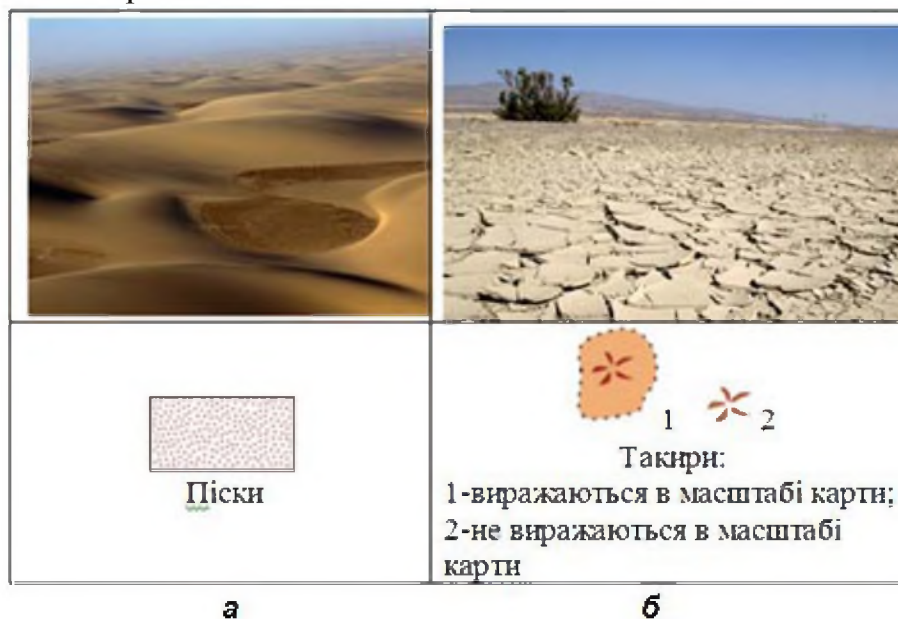 Піски
1 2
Такири:
1-виражаються в масштабі карти;
2-не виражаються в масштабі
карти
а б